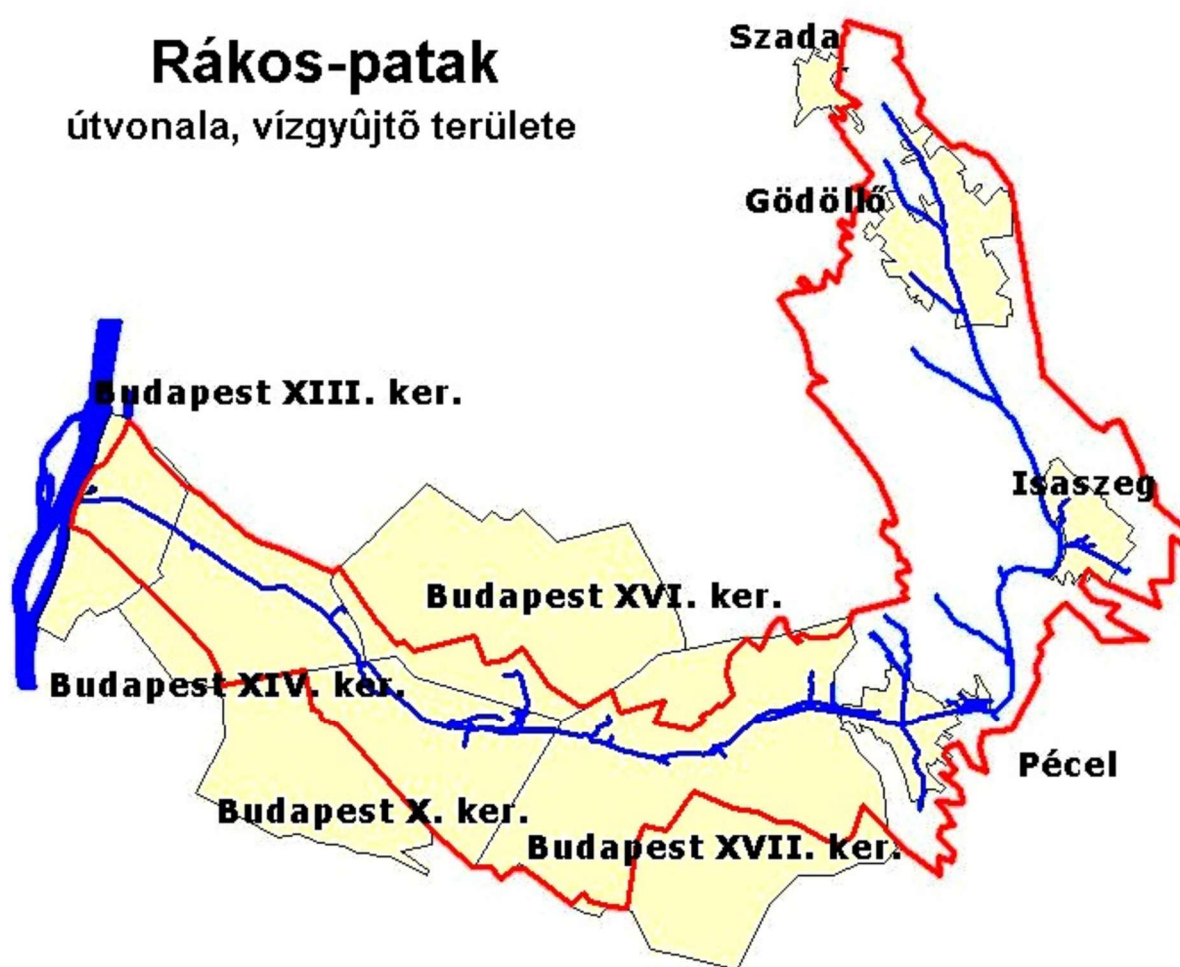 Rákos-patak
útvonala, vízgyûjtõ területe
Szada
Gödöllő
Budapest XIII. ker.
Isaszeg
Budapest XVI. ker.
Budapest XIV. ker.
Pécel
Budapest X. ker.
Budapest XVII. ker.